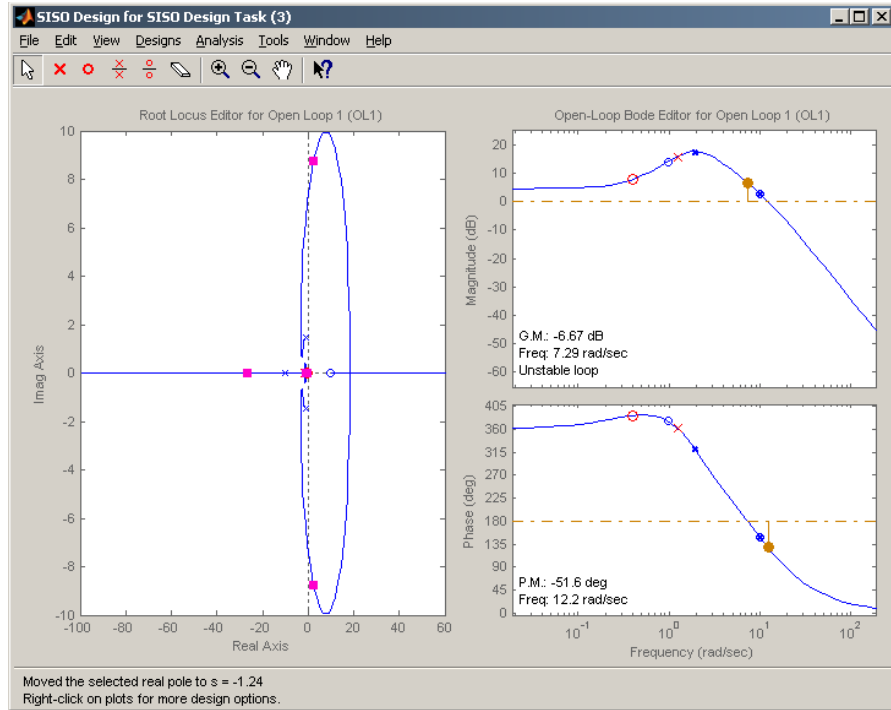 SISO Design for SISO Design Task (3)
File Edit View Designs Analysis Tools Window Help
Root Locus Editor for Open Loop 1 (OL1)
10
8
6
4
2
0
-2
-4
-6
-8
-10
Imag Axis
-100 -80 -60 -40 -20 0 20 40 60
Real Axis
Open-Loop Bode Editor for Open Loop 1 (OL1)
20
10
0
-10
-20
-30
-40
-50
-60
Magnitude (dB)
G.M.: -6.67 dB
Freq: 7.29 rad/sec
Unstable loop
405
360
315
270
225
180
135
90
45
0
Phase (deg)
P.M.: -51.6 deg
Freq: 12.2 rad/sec
10^-1 10^0 10^1 10^2
Frequency (rad/sec)
Moved the selected real pole to s = -1.24
Right-click on plots for more design options.